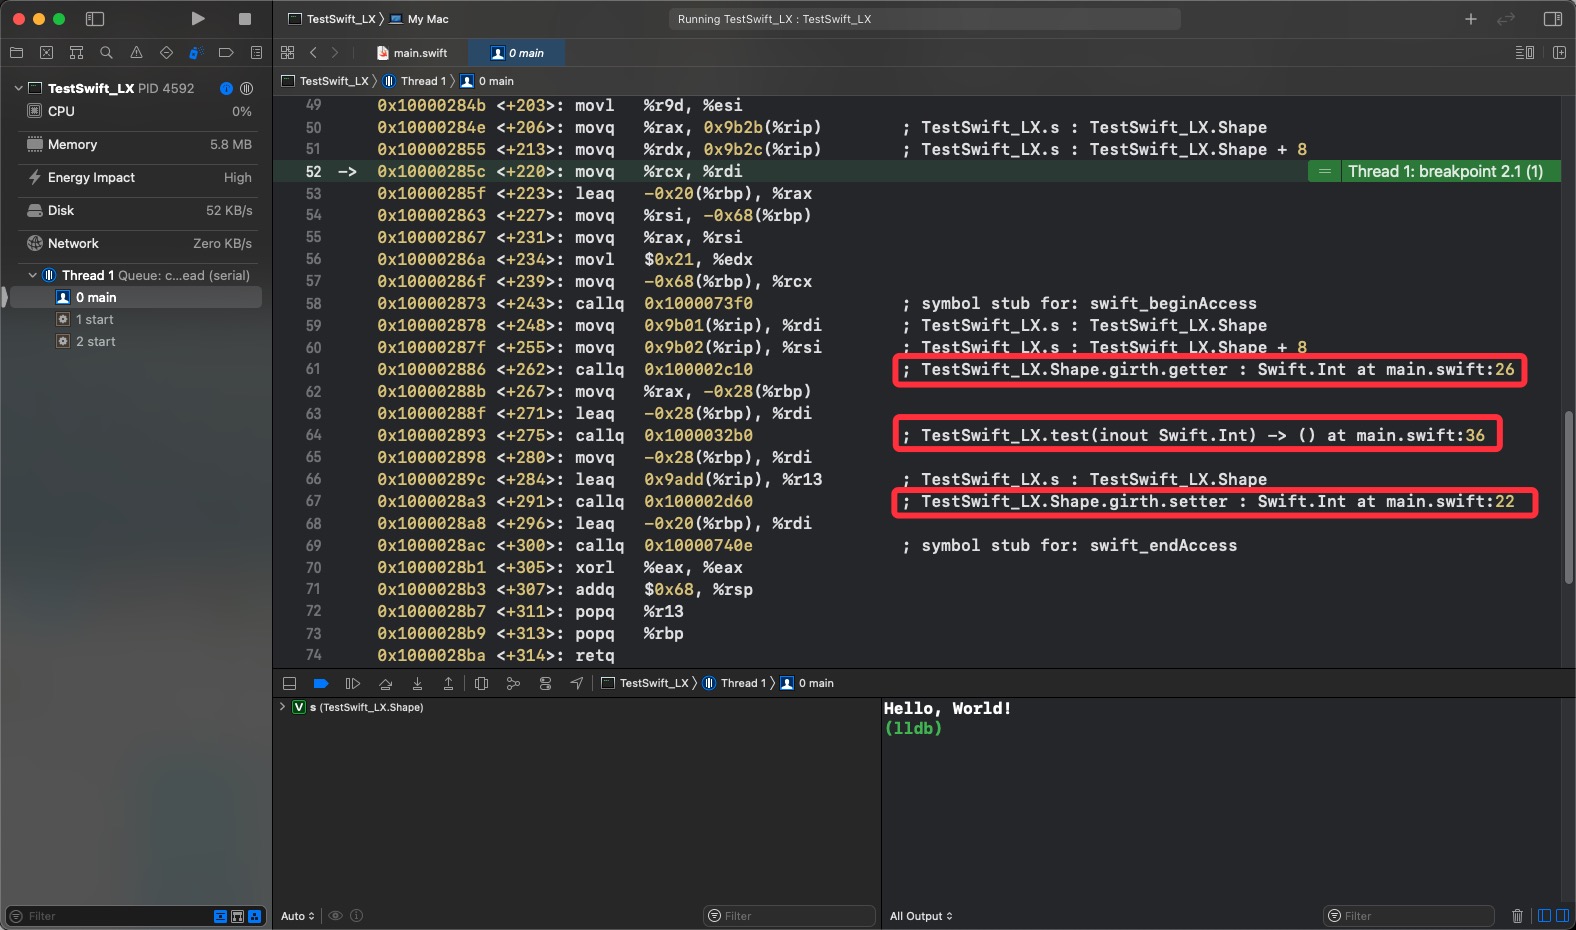 TestSwift_LX 〉 My Mac
Running TestSwift_LX : TestSwift_LX
main.swift
0 main
TestSwift_LX 〉 Thread 1 〉 0 main
TestSwift_LX PID 4592
CPU 0%
Memory 5.8 MB
Energy Impact High
Disk 52 KB/s
Network Zero KB/s
Thread 1 Queue: c...ead (serial)
0 main
1 start
2 start
Filter
49 0x10000284b <+203>: movl %r9d, %esi
50 0x10000284e <+206>: movq %rax, 0x9b2b(%rip) ; TestSwift_LX.s : TestSwift_LX.Shape
51 0x100002855 <+213>: movq %rdx, 0x9b2c(%rip) ; TestSwift_LX.s : TestSwift_LX.Shape + 8
52 -> 0x10000285c <+220>: movq %rcx, %rdi = Thread 1: breakpoint 2.1 (1)
53 0x10000285f <+223>: leaq -0x20(%rbp), %rax
54 0x100002863 <+227>: movq %rsi, -0x68(%rbp)
55 0x100002867 <+231>: movq %rax, %rsi
56 0x10000286a <+234>: movl $0x21, %edx
57 0x10000286f <+239>: movq -0x68(%rbp), %rcx
58 0x100002873 <+243>: callq 0x1000073f0 ; symbol stub for: swift_beginAccess
59 0x100002878 <+248>: movq 0x9b01(%rip), %rdi ; TestSwift_LX.s : TestSwift_LX.Shape
60 0x10000287f <+255>: movq 0x9b02(%rip), %rsi ; TestSwift_LX.s : TestSwift_LX.Shape + 8
61 0x100002886 <+262>: callq 0x100002c10 ; TestSwift_LX.Shape.girth.getter : Swift.Int at main.swift:26
62 0x10000288b <+267>: movq %rax, -0x28(%rbp)
63 0x10000288f <+271>: leaq -0x28(%rbp), %rdi
64 0x100002893 <+275>: callq 0x1000032b0 ; TestSwift_LX.test(inout Swift.Int) -> () at main.swift:36
65 0x100002898 <+280>: movq -0x28(%rbp), %rdi
66 0x10000289c <+284>: leaq 0x9add(%rip), %r13 ; TestSwift_LX.s : TestSwift_LX.Shape
67 0x1000028a3 <+291>: callq 0x100002d60 ; TestSwift_LX.Shape.girth.setter : Swift.Int at main.swift:22
68 0x1000028a8 <+296>: leaq -0x20(%rbp), %rdi
69 0x1000028ac <+300>: callq 0x10000740e ; symbol stub for: swift_endAccess
70 0x1000028b1 <+305>: xorl %eax, %eax
71 0x1000028b3 <+307>: addq $0x68, %rsp
72 0x1000028b7 <+311>: popq %r13
73 0x1000028b9 <+313>: popq %rbp
74 0x1000028ba <+314>: retq
TestSwift_LX 〉 Thread 1 〉 0 main
V s (TestSwift_LX.Shape)
Hello, World!
(lldb)
Auto
Filter
All Output
Filter